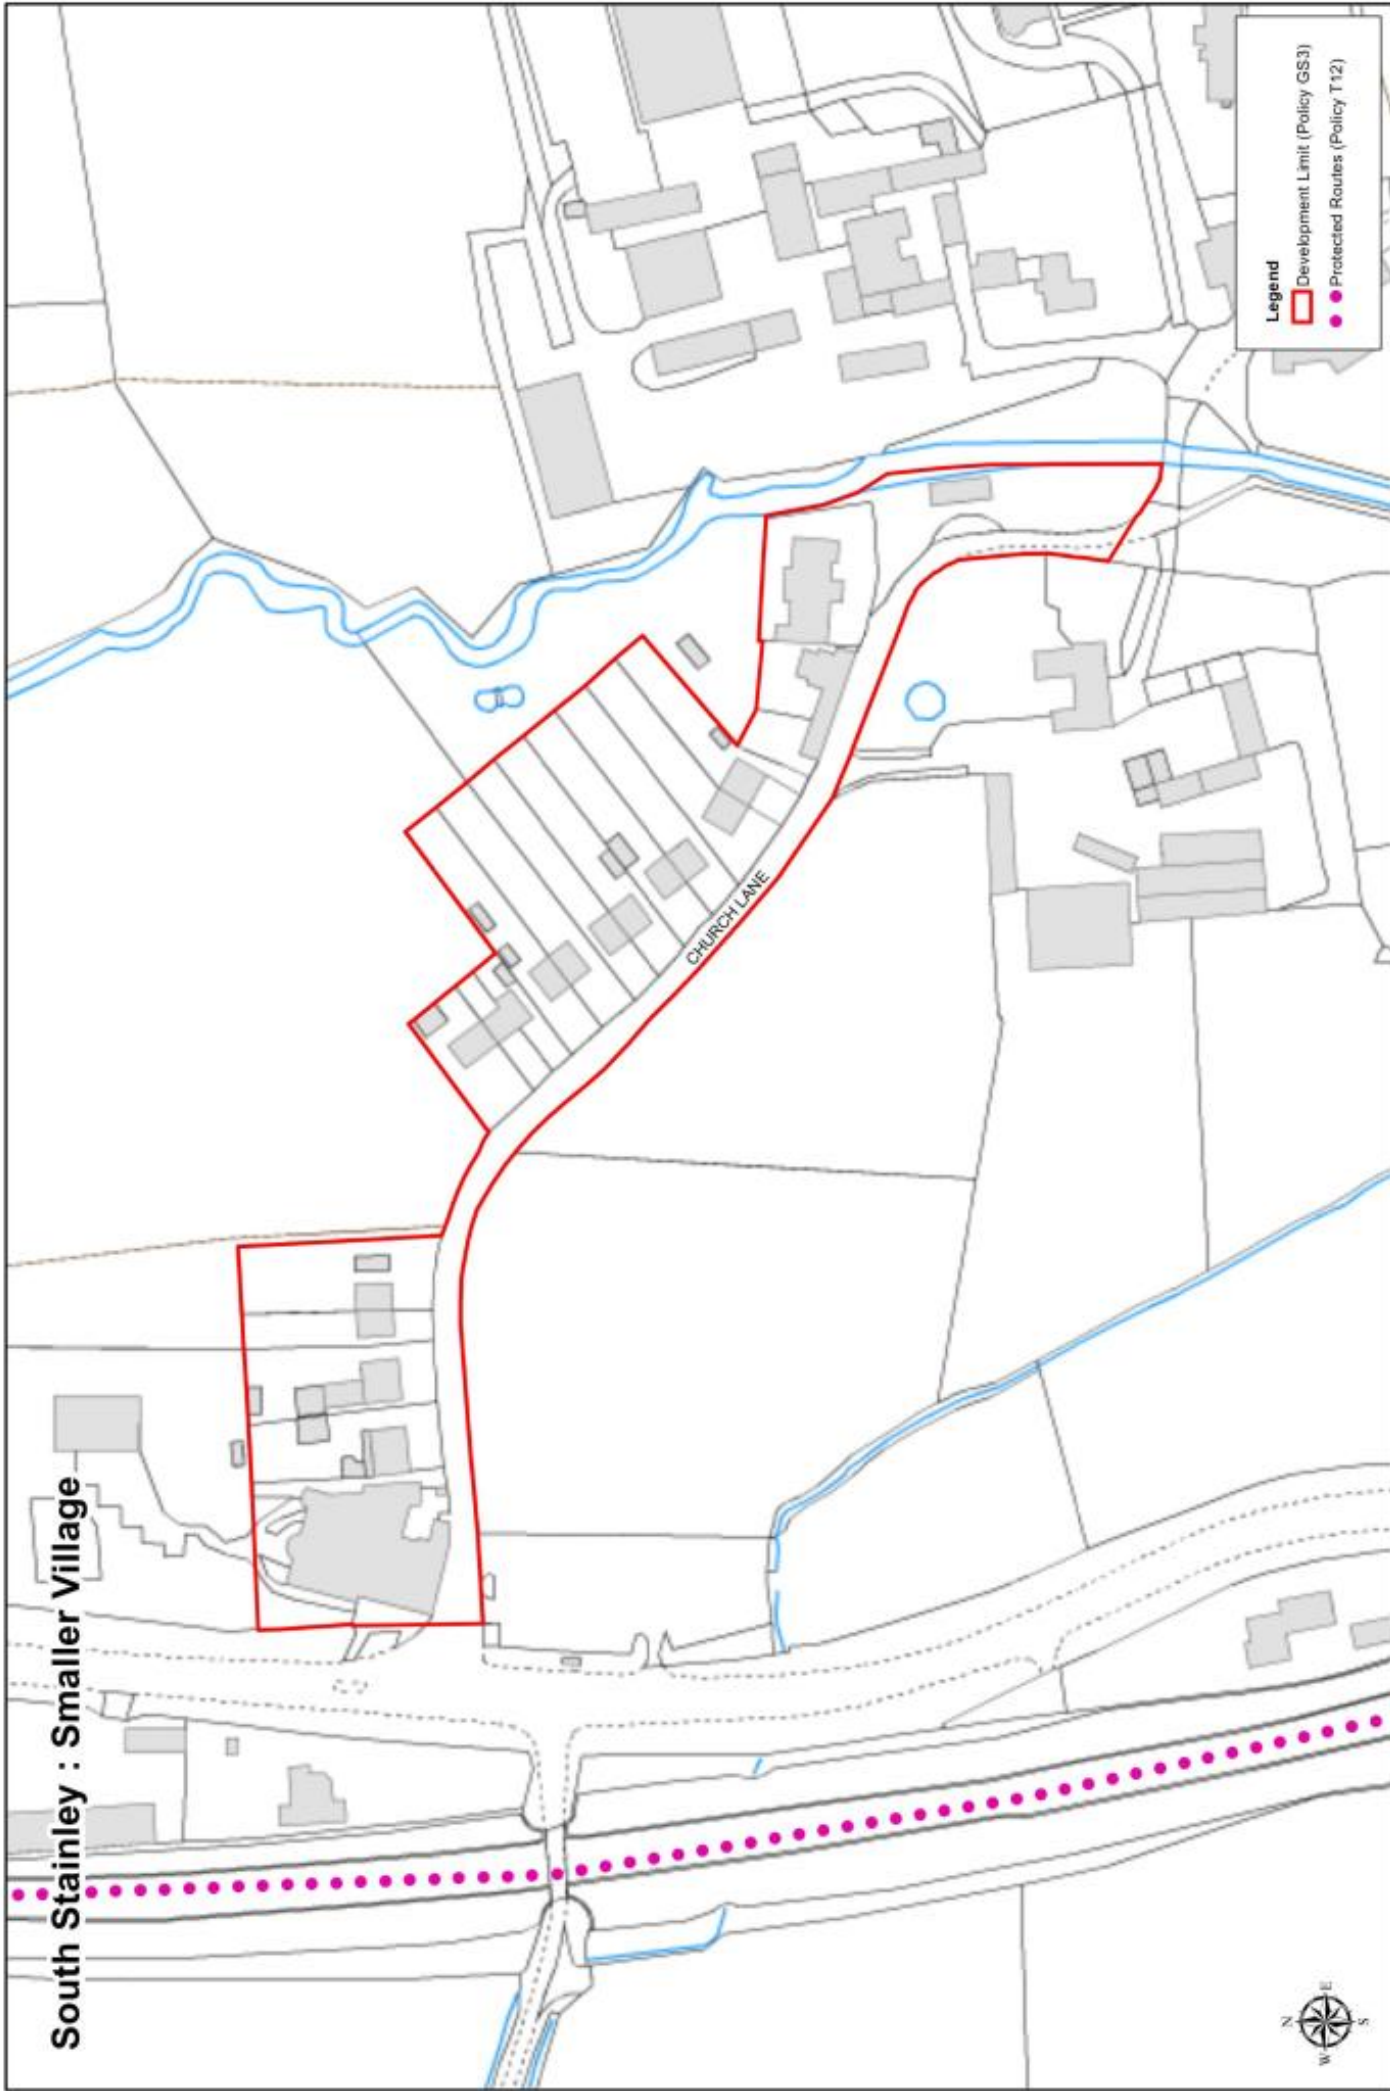 South Stainley : Smaller Village
CHURCH LANE
Legend
Development Limit (Policy GS3)
Protected Routes (Policy T12)
N
W E
S